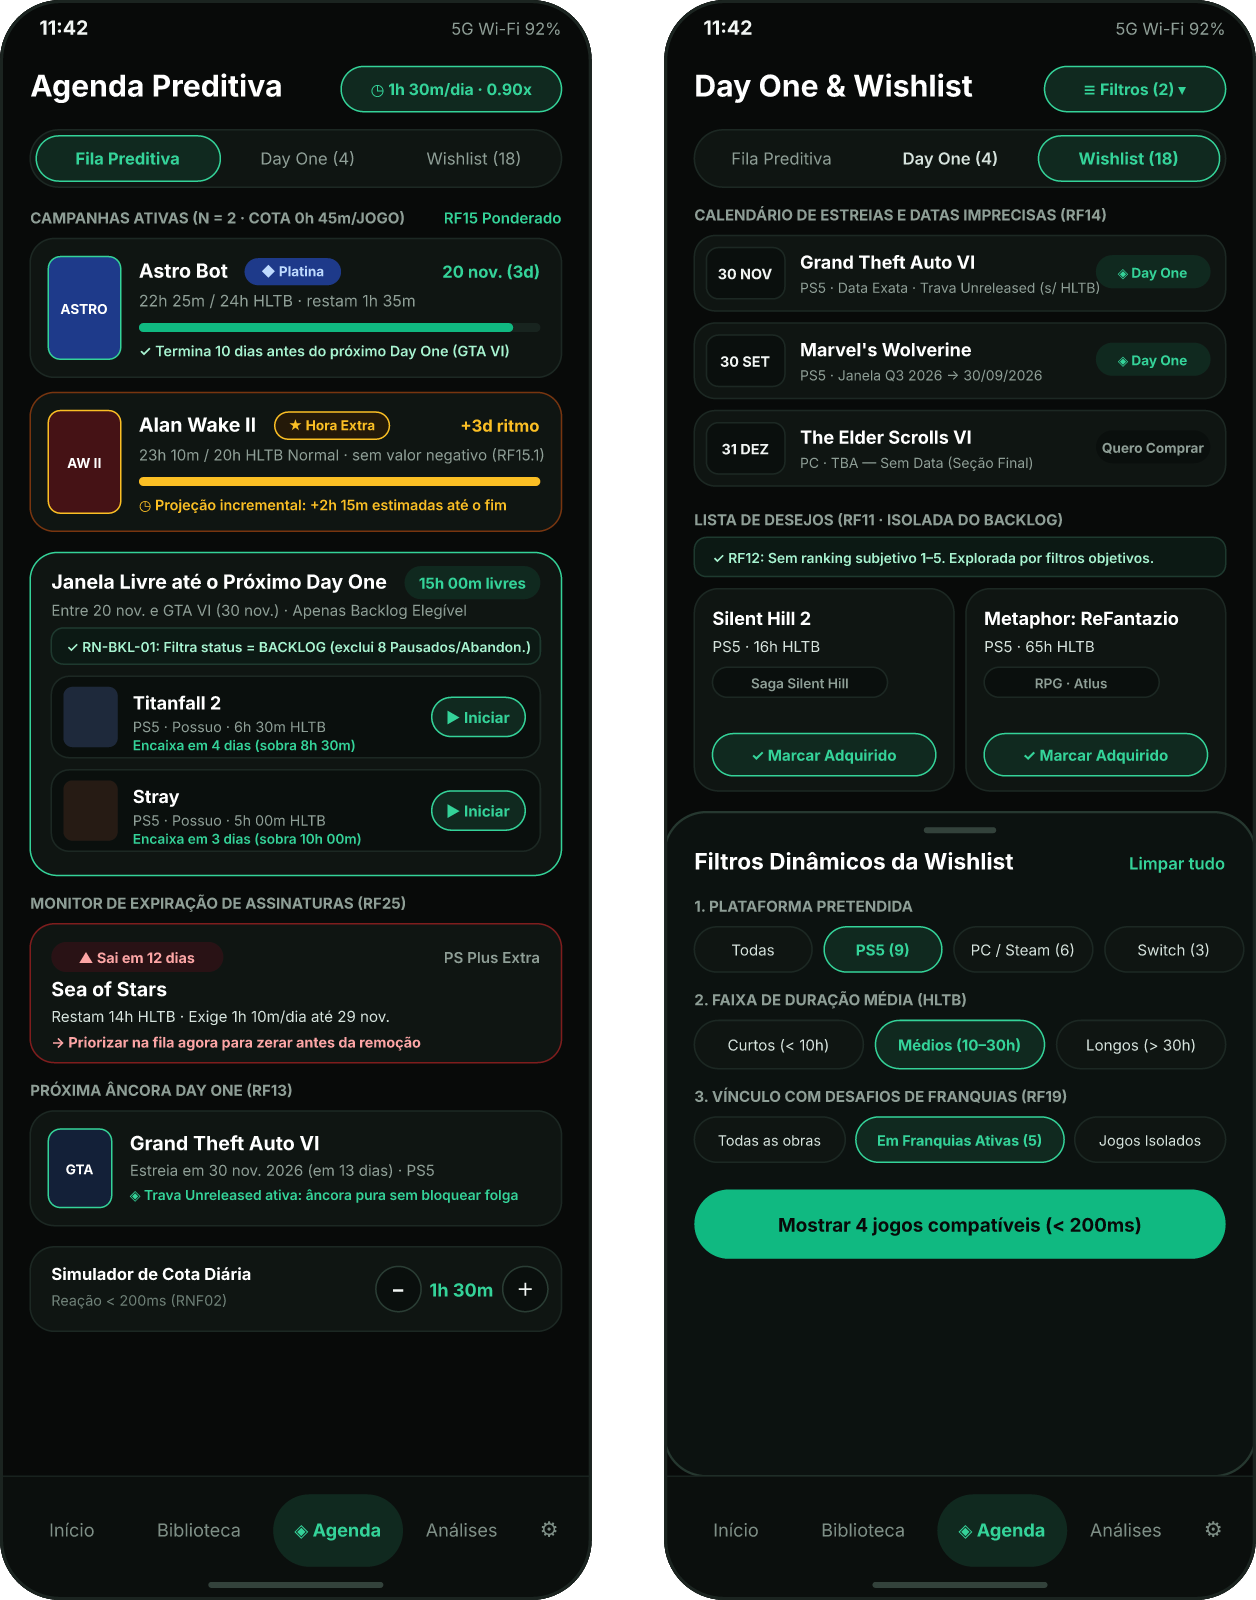 11:42
5G Wi-Fi 92%
Agenda Preditiva
◷ 1h 30m/dia · 0.90x
Fila Preditiva
Day One (4)
Wishlist (18)
CAMPANHAS ATIVAS (N = 2 · COTA 0h 45m/JOGO)
RF15 Ponderado
ASTRO
Astro Bot
◆ Platina
20 nov. (3d)
22h 25m / 24h HLTB · restam 1h 35m
✓ Termina 10 dias antes do próximo Day One (GTA VI)
AW II
Alan Wake II
★ Hora Extra
+3d ritmo
23h 10m / 20h HLTB Normal · sem valor negativo (RF15.1)
◷ Projeção incremental: +2h 15m estimadas até o fim
Janela Livre até o Próximo Day One
15h 00m livres
Entre 20 nov. e GTA VI (30 nov.) · Apenas Backlog Elegível
✓ RN-BKL-01: Filtra status = BACKLOG (exclui 8 Pausados/Abandon.)
Titanfall 2
PS5 · Possuo · 6h 30m HLTB
Encaixa em 4 dias (sobra 8h 30m)
▶ Iniciar
Stray
PS5 · Possuo · 5h 00m HLTB
Encaixa em 3 dias (sobra 10h 00m)
▶ Iniciar
MONITOR DE EXPIRAÇÃO DE ASSINATURAS (RF25)
▲ Sai em 12 dias
PS Plus Extra
Sea of Stars
Restam 14h HLTB · Exige 1h 10m/dia até 29 nov.
→ Priorizar na fila agora para zerar antes da remoção
PRÓXIMA ÂNCORA DAY ONE (RF13)
GTA
Grand Theft Auto VI
Estreia em 30 nov. 2026 (em 13 dias) · PS5
◈ Trava Unreleased ativa: âncora pura sem bloquear folga
Simulador de Cota Diária
Reação < 200ms (RNF02)
−
1h 30m
+
Início
Biblioteca
◈ Agenda
Análises
⚙
11:42
5G Wi-Fi 92%
Day One & Wishlist
≡ Filtros (2) ▾
Fila Preditiva
Day One (4)
Wishlist (18)
CALENDÁRIO DE ESTREIAS E DATAS IMPRECISAS (RF14)
30 NOV
Grand Theft Auto VI
PS5 · Data Exata · Trava Unreleased (s/ HLTB)
◈ Day One
30 SET
Marvel's Wolverine
PS5 · Janela Q3 2026 → 30/09/2026
◈ Day One
31 DEZ
The Elder Scrolls VI
PC · TBA — Sem Data (Seção Final)
Quero Comprar
LISTA DE DESEJOS (RF11 · ISOLADA DO BACKLOG)
✓ RF12: Sem ranking subjetivo 1–5. Explorada por filtros objetivos.
Silent Hill 2
PS5 · 16h HLTB
Saga Silent Hill
✓ Marcar Adquirido
Metaphor: ReFantazio
PS5 · 65h HLTB
RPG · Atlus
✓ Marcar Adquirido
Filtros Dinâmicos da Wishlist
Limpar tudo
1. PLATAFORMA PRETENDIDA
Todas
PS5 (9)
PC / Steam (6)
Switch (3)
2. FAIXA DE DURAÇÃO MÉDIA (HLTB)
Curtos (< 10h)
Médios (10–30h)
Longos (> 30h)
3. VÍNCULO COM DESAFIOS DE FRANQUIAS (RF19)
Todas as obras
Em Franquias Ativas (5)
Jogos Isolados
Mostrar 4 jogos compatíveis (< 200ms)
Início
Biblioteca
◈ Agenda
Análises
⚙